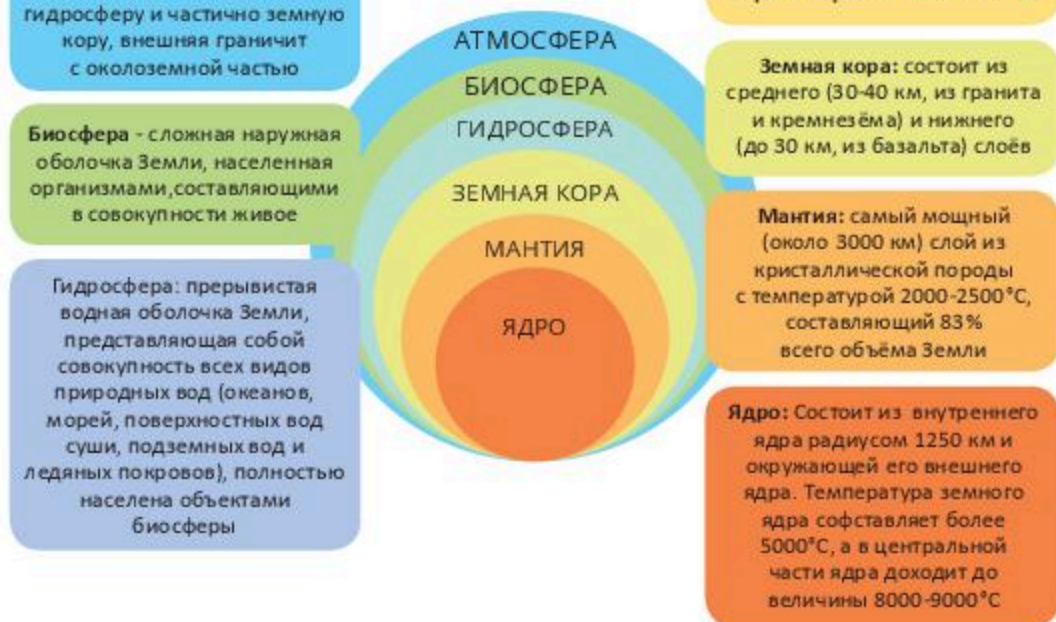 гидросферу и частично земную
кору, внешняя граничит
с околоземной частью
Биосфера - сложная наружная
оболочка Земли, населенная
организмами,составляющими
в совокупности живое
Гидросфера: прерывистая
водная оболочка Земли,
представляющая собой
совокупность всех видов
природных вод (океанов,
морей, поверхностных вод
суши, подземных вод и
ледяных покровов), полностью
населена объектами
биосферы
АТМОСФЕРА
БИОСФЕРА
ГИДРОСФЕРА
ЗЕМНАЯ КОРА
МАНТИЯ
ЯДРО
Земная кора: состоит из
среднего (30-40 км, из гранита
и кремнезёма) и нижнего
(до 30 км, из базальта) слоёв
Мантия: самый мощный
(около 3000 км) слой из
кристаллической породы
с температурой 2000-2500°С,
составляющий 83%
всего объёма Земли
Ядро: Состоит из внутреннего
ядра радиусом 1250 км и
окружающей его внешнего
ядра. Температура земного
ядра софставляет более
5000°С, а в центральной
части ядра доходит до
величины 8000-9000°С